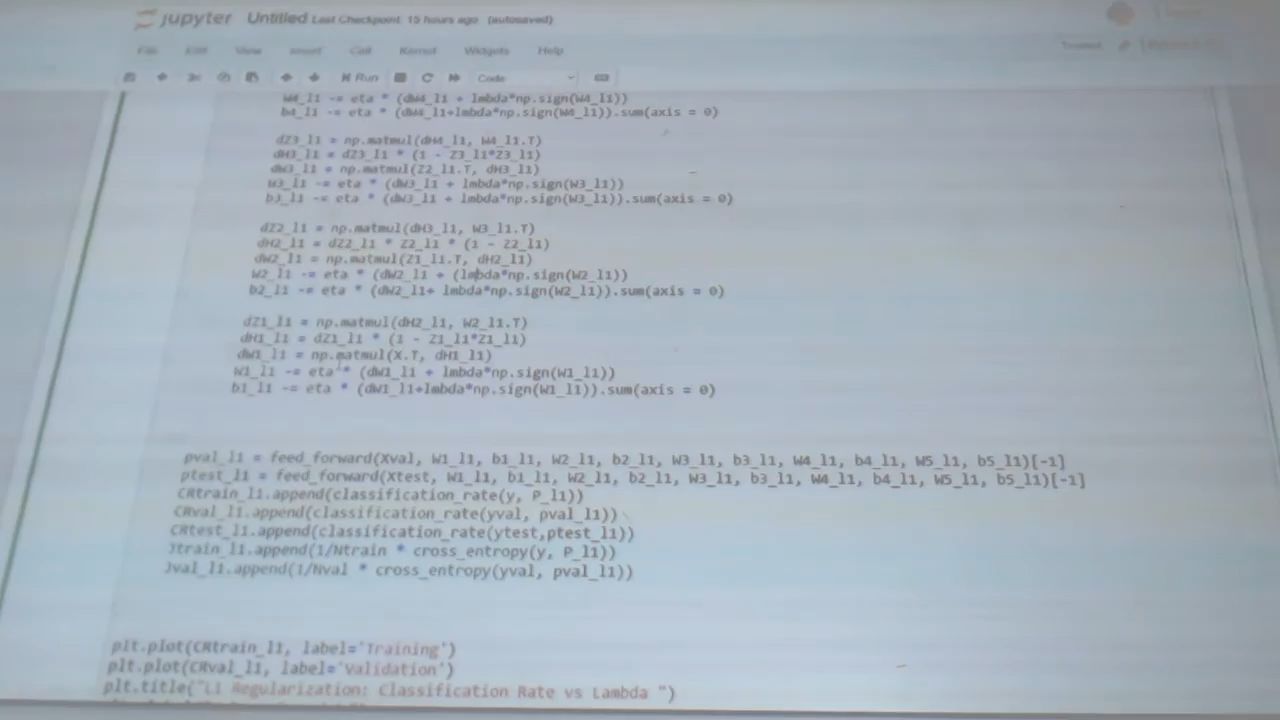 jupyter Untitled Last Checkpoint: 15 hours ago (autosaved)
File Edit View Insert Cell Kernel Widgets Help
Trusted
Run Code
W4_l1 -= eta * (dW4_l1 + lmbda*np.sign(W4_l1))
b4_l1 -= eta * (dW4_l1+lmbda*np.sign(W4_l1)).sum(axis = 0)
dZ3_l1 = np.matmul(dH4_l1, W4_l1.T)
dH3_l1 = dZ3_l1 * (1 - Z3_l1*Z3_l1)
dW3_l1 = np.matmul(Z2_l1.T, dH3_l1)
W3_l1 -= eta * (dW3_l1 + lmbda*np.sign(W3_l1))
b3_l1 -= eta * (dW3_l1 + lmbda*np.sign(W3_l1)).sum(axis = 0)
dZ2_l1 = np.matmul(dH3_l1, W3_l1.T)
dH2_l1 = dZ2_l1 * Z2_l1 * (1 - Z2_l1)
dW2_l1 = np.matmul(Z1_l1.T, dH2_l1)
W2_l1 -= eta * (dW2_l1 + (lmbda*np.sign(W2_l1))
b2_l1 -= eta * (dW2_l1+ lmbda*np.sign(W2_l1)).sum(axis = 0)
dZ1_l1 = np.matmul(dH2_l1, W2_l1.T)
dH1_l1 = dZ1_l1 * (1 - Z1_l1*Z1_l1)
dW1_l1 = np.matmul(X.T, dH1_l1)
W1_l1 -= eta * (dW1_l1 + lmbda*np.sign(W1_l1))
b1_l1 -= eta * (dW1_l1+lmbda*np.sign(W1_l1)).sum(axis = 0)
pval_l1 = feed_forward(Xval, W1_l1, b1_l1, W2_l1, b2_l1, W3_l1, b3_l1, W4_l1, b4_l1, W5_l1, b5_l1)[-1]
ptest_l1 = feed_forward(Xtest, W1_l1, b1_l1, W2_l1, b2_l1, W3_l1, b3_l1, W4_l1, b4_l1, W5_l1, b5_l1)[-1]
CRtrain_l1.append(classification_rate(y, P_l1))
CRval_l1.append(classification_rate(yval, pval_l1))
CRtest_l1.append(classification_rate(ytest,ptest_l1))
Jtrain_l1.append(1/Ntrain * cross_entropy(y, P_l1))
Jval_l1.append(1/Nval * cross_entropy(yval, pval_l1))
plt.plot(CRtrain_l1, label='Training')
plt.plot(CRval_l1, label='Validation')
plt.title("L1 Regularization: Classification Rate vs Lambda ")